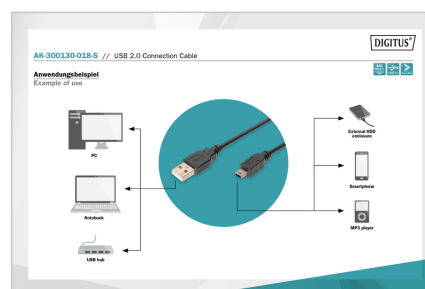 DIGITUS®
AK-300130-018-S // USB 2.0 Connection Cable
Anwendungsbeispiel
Example of use
PC
Notebook
USB hub
External HDD
enclosure
Smartphone
MP3 player